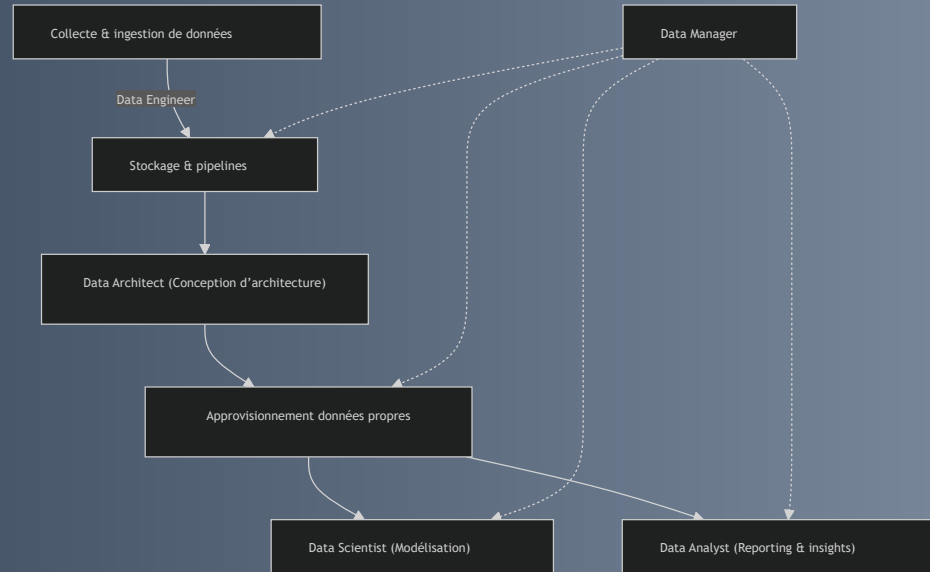 Collecte & ingestion de données
Data Manager
Data Engineer
Stockage & pipelines
Data Architect (Conception d’architecture)
Approvisionnement données propres
Data Scientist (Modélisation)
Data Analyst (Reporting & insights)